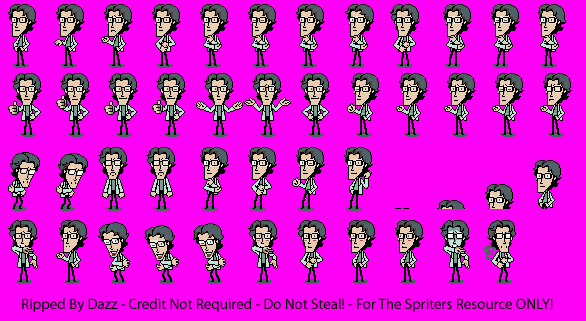 Ripped By Dazz - Credit Not Required - Do Not Steal! - For The Spriters Resource ONLY!